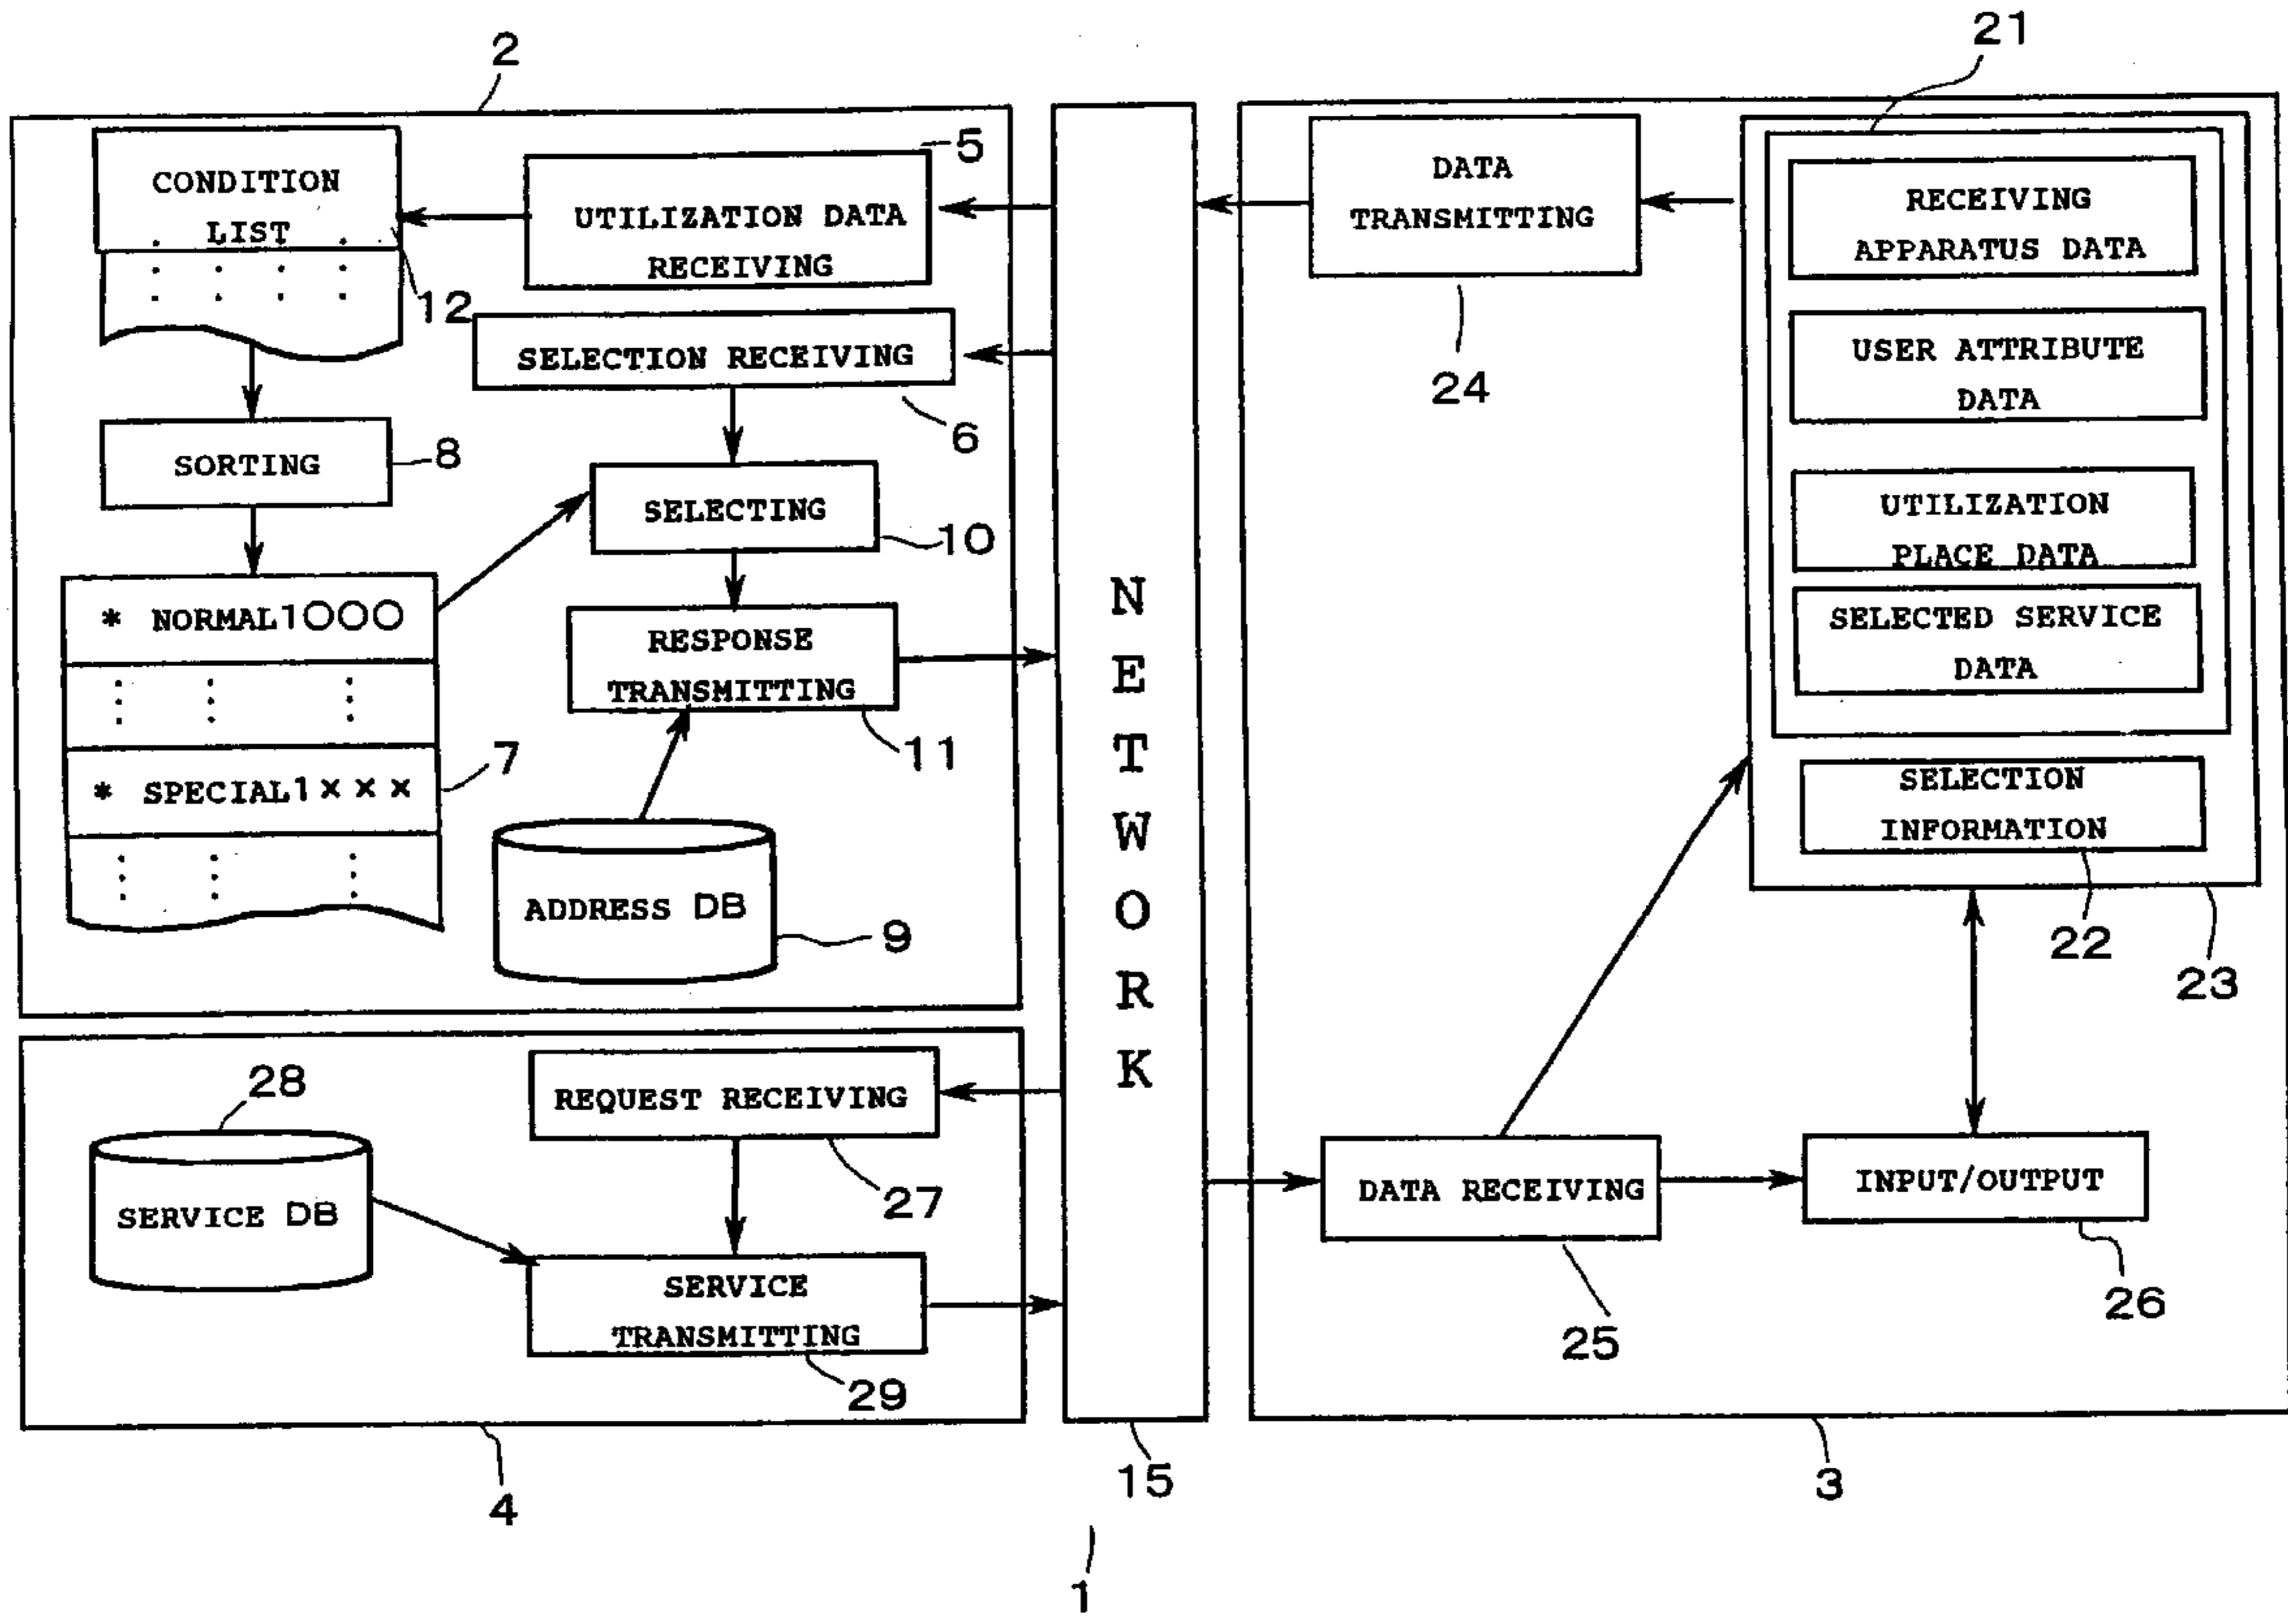 2
21
CONDITION
LIST
12
5
UTILIZATION DATA
RECEIVING
SELECTION RECEIVING
6
SORTING
8
SELECTING
10
* NORMAL1○○○
* SPECIAL1×××
7
RESPONSE
TRANSMITTING
11
ADDRESS DB
9
28
SERVICE DB
REQUEST RECEIVING
27
SERVICE
TRANSMITTING
29
4
NETWORK
15
1
DATA
TRANSMITTING
24
RECEIVING
APPARATUS DATA
USER ATTRIBUTE
DATA
UTILIZATION
PLACE DATA
SELECTED SERVICE
DATA
SELECTION
INFORMATION
22
23
DATA RECEIVING
25
INPUT/OUTPUT
26
3